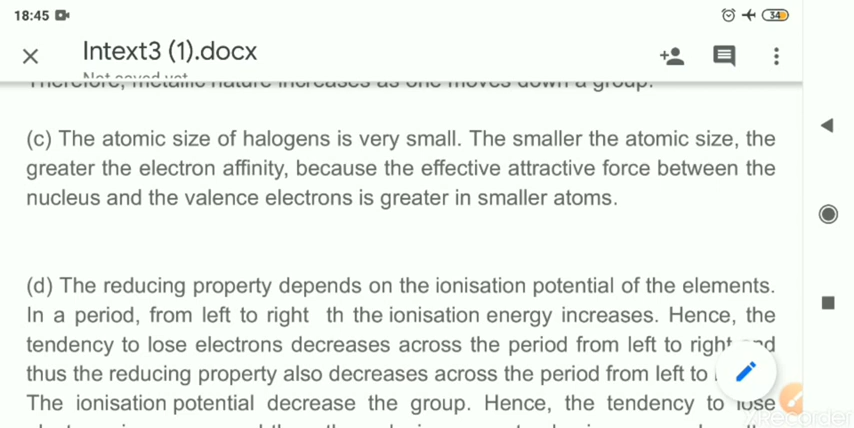 18:45
34
Intext3 (1).docx
Not saved yet
Therefore, metallic nature increases as one moves down a group.
(c) The atomic size of halogens is very small. The smaller the atomic size, the
greater the electron affinity, because the effective attractive force between the
nucleus and the valence electrons is greater in smaller atoms.
(d) The reducing property depends on the ionisation potential of the elements.
In a period, from left to right th the ionisation energy increases. Hence, the
tendency to lose electrons decreases across the period from left to right and
thus the reducing property also decreases across the period from left to
The ionisation potential decrease the group. Hence, the tendency to lose
XRecorder